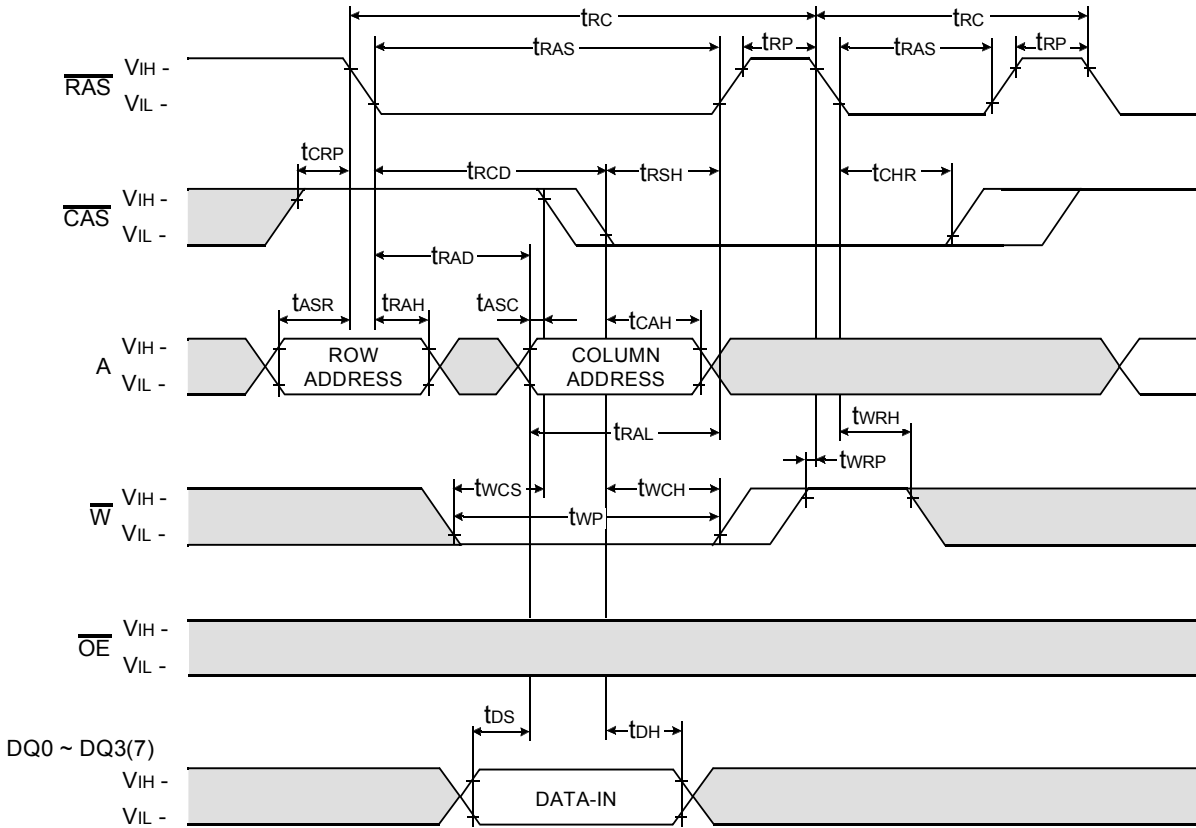 tRC tRC
tRAS tRP tRAS tRP
RAS VIH -
VIL -
tCRP tRCD tRSH tCHR
CAS VIH -
VIL -
tRAD
tASR tRAH tASC tCAH
A VIH -
VIL -
ROW ADDRESS
COLUMN ADDRESS
tRAL tWRH
tWRP
tWCS tWCH
W VIH -
VIL -
tWP
OE VIH -
VIL -
tDS tDH
DQ0 ~ DQ3(7)
VIH -
VIL -
DATA-IN